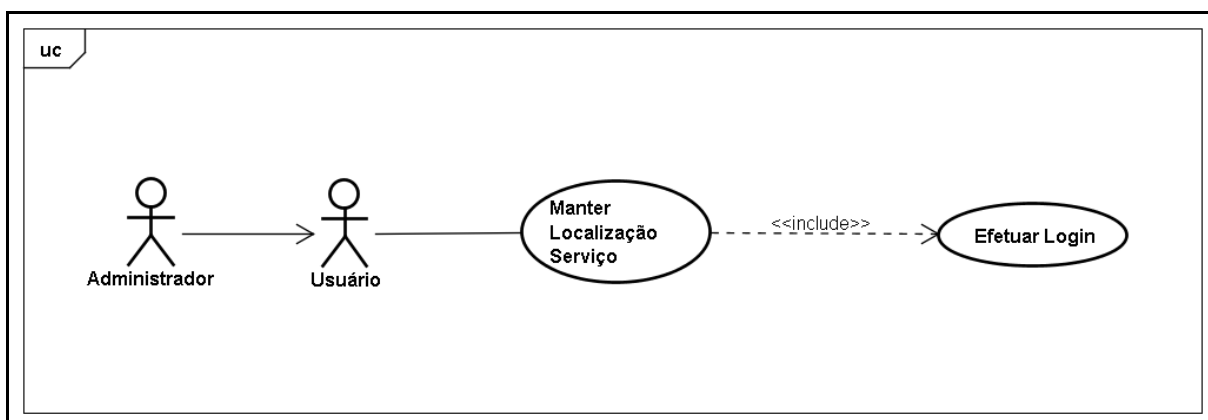 uc
Administrador
Usuário
Manter
Localização
Serviço
<<include>>
Efetuar Login